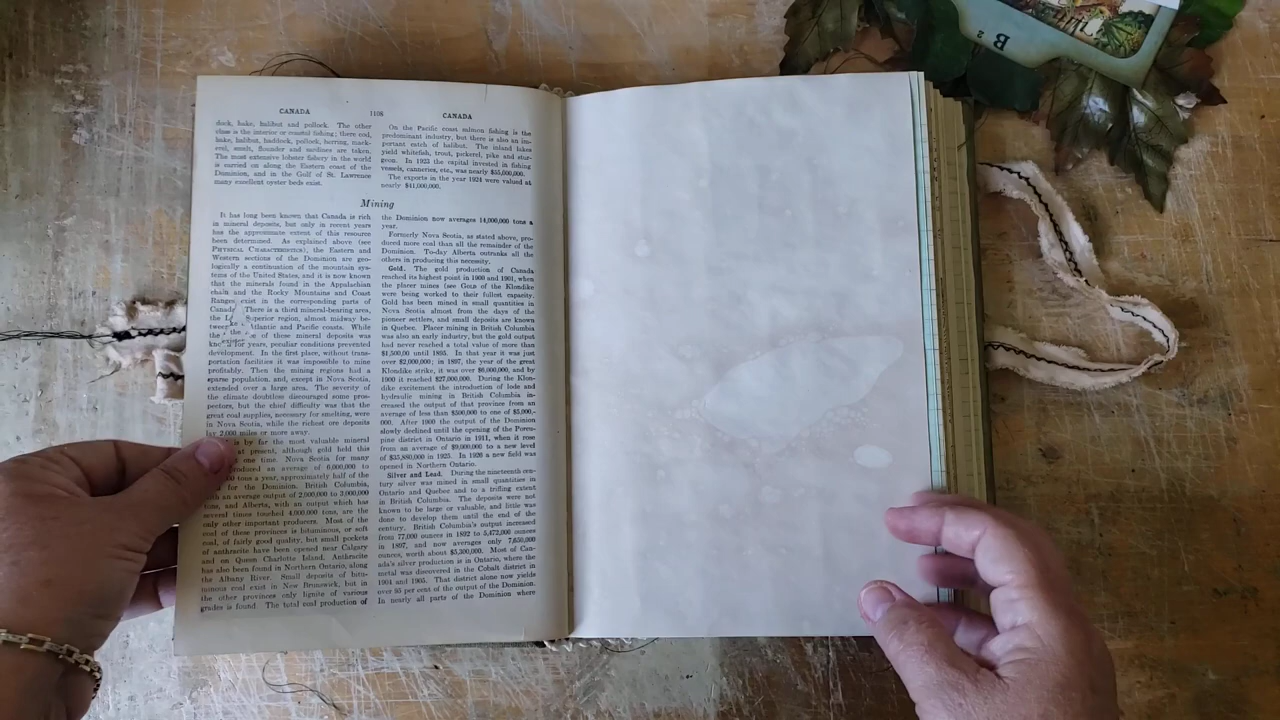 CANADA 1108 CANADA
dock, hake, halibut and pollock. The other
class is the interior or coastal fishing; there cod,
hake, halibut, haddock, pollock, herring, mack-
erel, smelt, flounder and sardines are taken.
The most extensive lobster fishery in the world
is carried on along the Eastern coast of the
Dominion, and in the Gulf of St. Lawrence
many excellent oyster beds exist.
On the Pacific coast salmon fishing is the
predominant industry, but there is also an im-
portant catch of halibut. The inland lakes
yield whitefish, trout, pickerel, pike and stur-
geon. In 1923 the capital invested in fishing
vessels, canneries, etc., was nearly $55,000,000.
The exports in the year 1924 were valued at
nearly $41,000,000.
Mining
It has long been known that Canada is rich
in mineral deposits, but only in recent years
has the approximate extent of this resource
been determined. As explained above (see
PHYSICAL CHARACTERISTICS), the Eastern and
Western sections of the Dominion are geo-
logically a continuation of the mountain sys-
tems of the United States, and it is now known
that the minerals found in the Appalachian
chain and the Rocky Mountains and Coast
Ranges exist in the corresponding parts of
Canada. There is a third mineral-bearing area,
the perior region, almost midway be-
twee tlantic and Pacific coasts. While
the of these mineral deposits was
for years, peculiar conditions prevented
development. In the first place, without trans-
portation facilities it was impossible to mine
profitably. Then the mining regions had a
sparse population, and, except in Nova Scotia,
extended over a large area. The severity of
the climate doubtless discouraged some pros-
pectors, but the chief difficulty was that the
great coal supplies, necessary for smelting, were
in Nova Scotia, while the richest ore deposits
lay 2,000 miles or more away.
is by far the most valuable mineral
at present, although gold held this
one time. Nova Scotia for many
produced an average of 6,000,000 to
tons a year, approximately half of the
for the Dominion. British Columbia,
with an average output of 2,000,000 to 3,000,000
tons, and Alberta, with an output which has
several times touched 4,000,000 tons, are the
only other important producers. Most of the
coal of these provinces is bituminous, or soft
coal, of fairly good quality, but small pockets
of anthracite have been opened near Calgary
and on Queen Charlotte Island. Anthracite
has also been found in Northern Ontario, along
the Albany River. Small deposits of bitu-
minous coal exist in New Brunswick, but in
the other provinces only lignite of various
grades is found. The total coal production of
the Dominion now averages 14,000,000 tons a
year.
Formerly Nova Scotia, as stated above, pro-
duced more coal than all the remainder of the
Dominion. To-day Alberta outranks all the
others in producing this necessity.
Gold. The gold production of Canada
reached its highest point in 1900 and 1901, when
the placer mines (see GOLD) of the Klondike
were being worked to their fullest capacity.
Gold has been mined in small quantities in
Nova Scotia almost from the days of the
pioneer settlers, and small deposits are known
in Quebec. Placer mining in British Columbia
was also an early industry, but the gold output
had never reached a total value of more than
$1,500,00 until 1895. In that year it was just
over $2,000,000; in 1897, the year of the great
Klondike strike, it was over $6,000,000, and by
1900 it reached $27,000,000. During the Klon-
dike excitement the introduction of lode and
hydraulic mining in British Columbia in-
creased the output of that province from an
average of less than $500,000 to one of $5,000,-
000. After 1900 the output of the Dominion
slowly declined until the opening of the Porcu-
pine district in Ontario in 1911, when it rose
from an average of $9,000,000 to a new level
of $35,880,000 in 1925. In 1926 a new field was
opened in Northern Ontario.
Silver and Lead. During the nineteenth cen-
tury silver was mined in small quantities in
Ontario and Quebec and to a trifling extent
in British Columbia. The deposits were not
known to be large or valuable, and little was
done to develop them until the end of the
century. British Columbia's output increased
from 77,000 ounces in 1892 to 5,472,000 ounces
in 1897, and now averages only 7,650,000
ounces, worth about $5,300,000. Most of Can-
ada's silver production is in Ontario, where the
metal was discovered in the Cobalt district in
1904 and 1905. That district alone now yields
over 95 per cent of the output of the Dominion.
In nearly all parts of the Dominion where
B 2